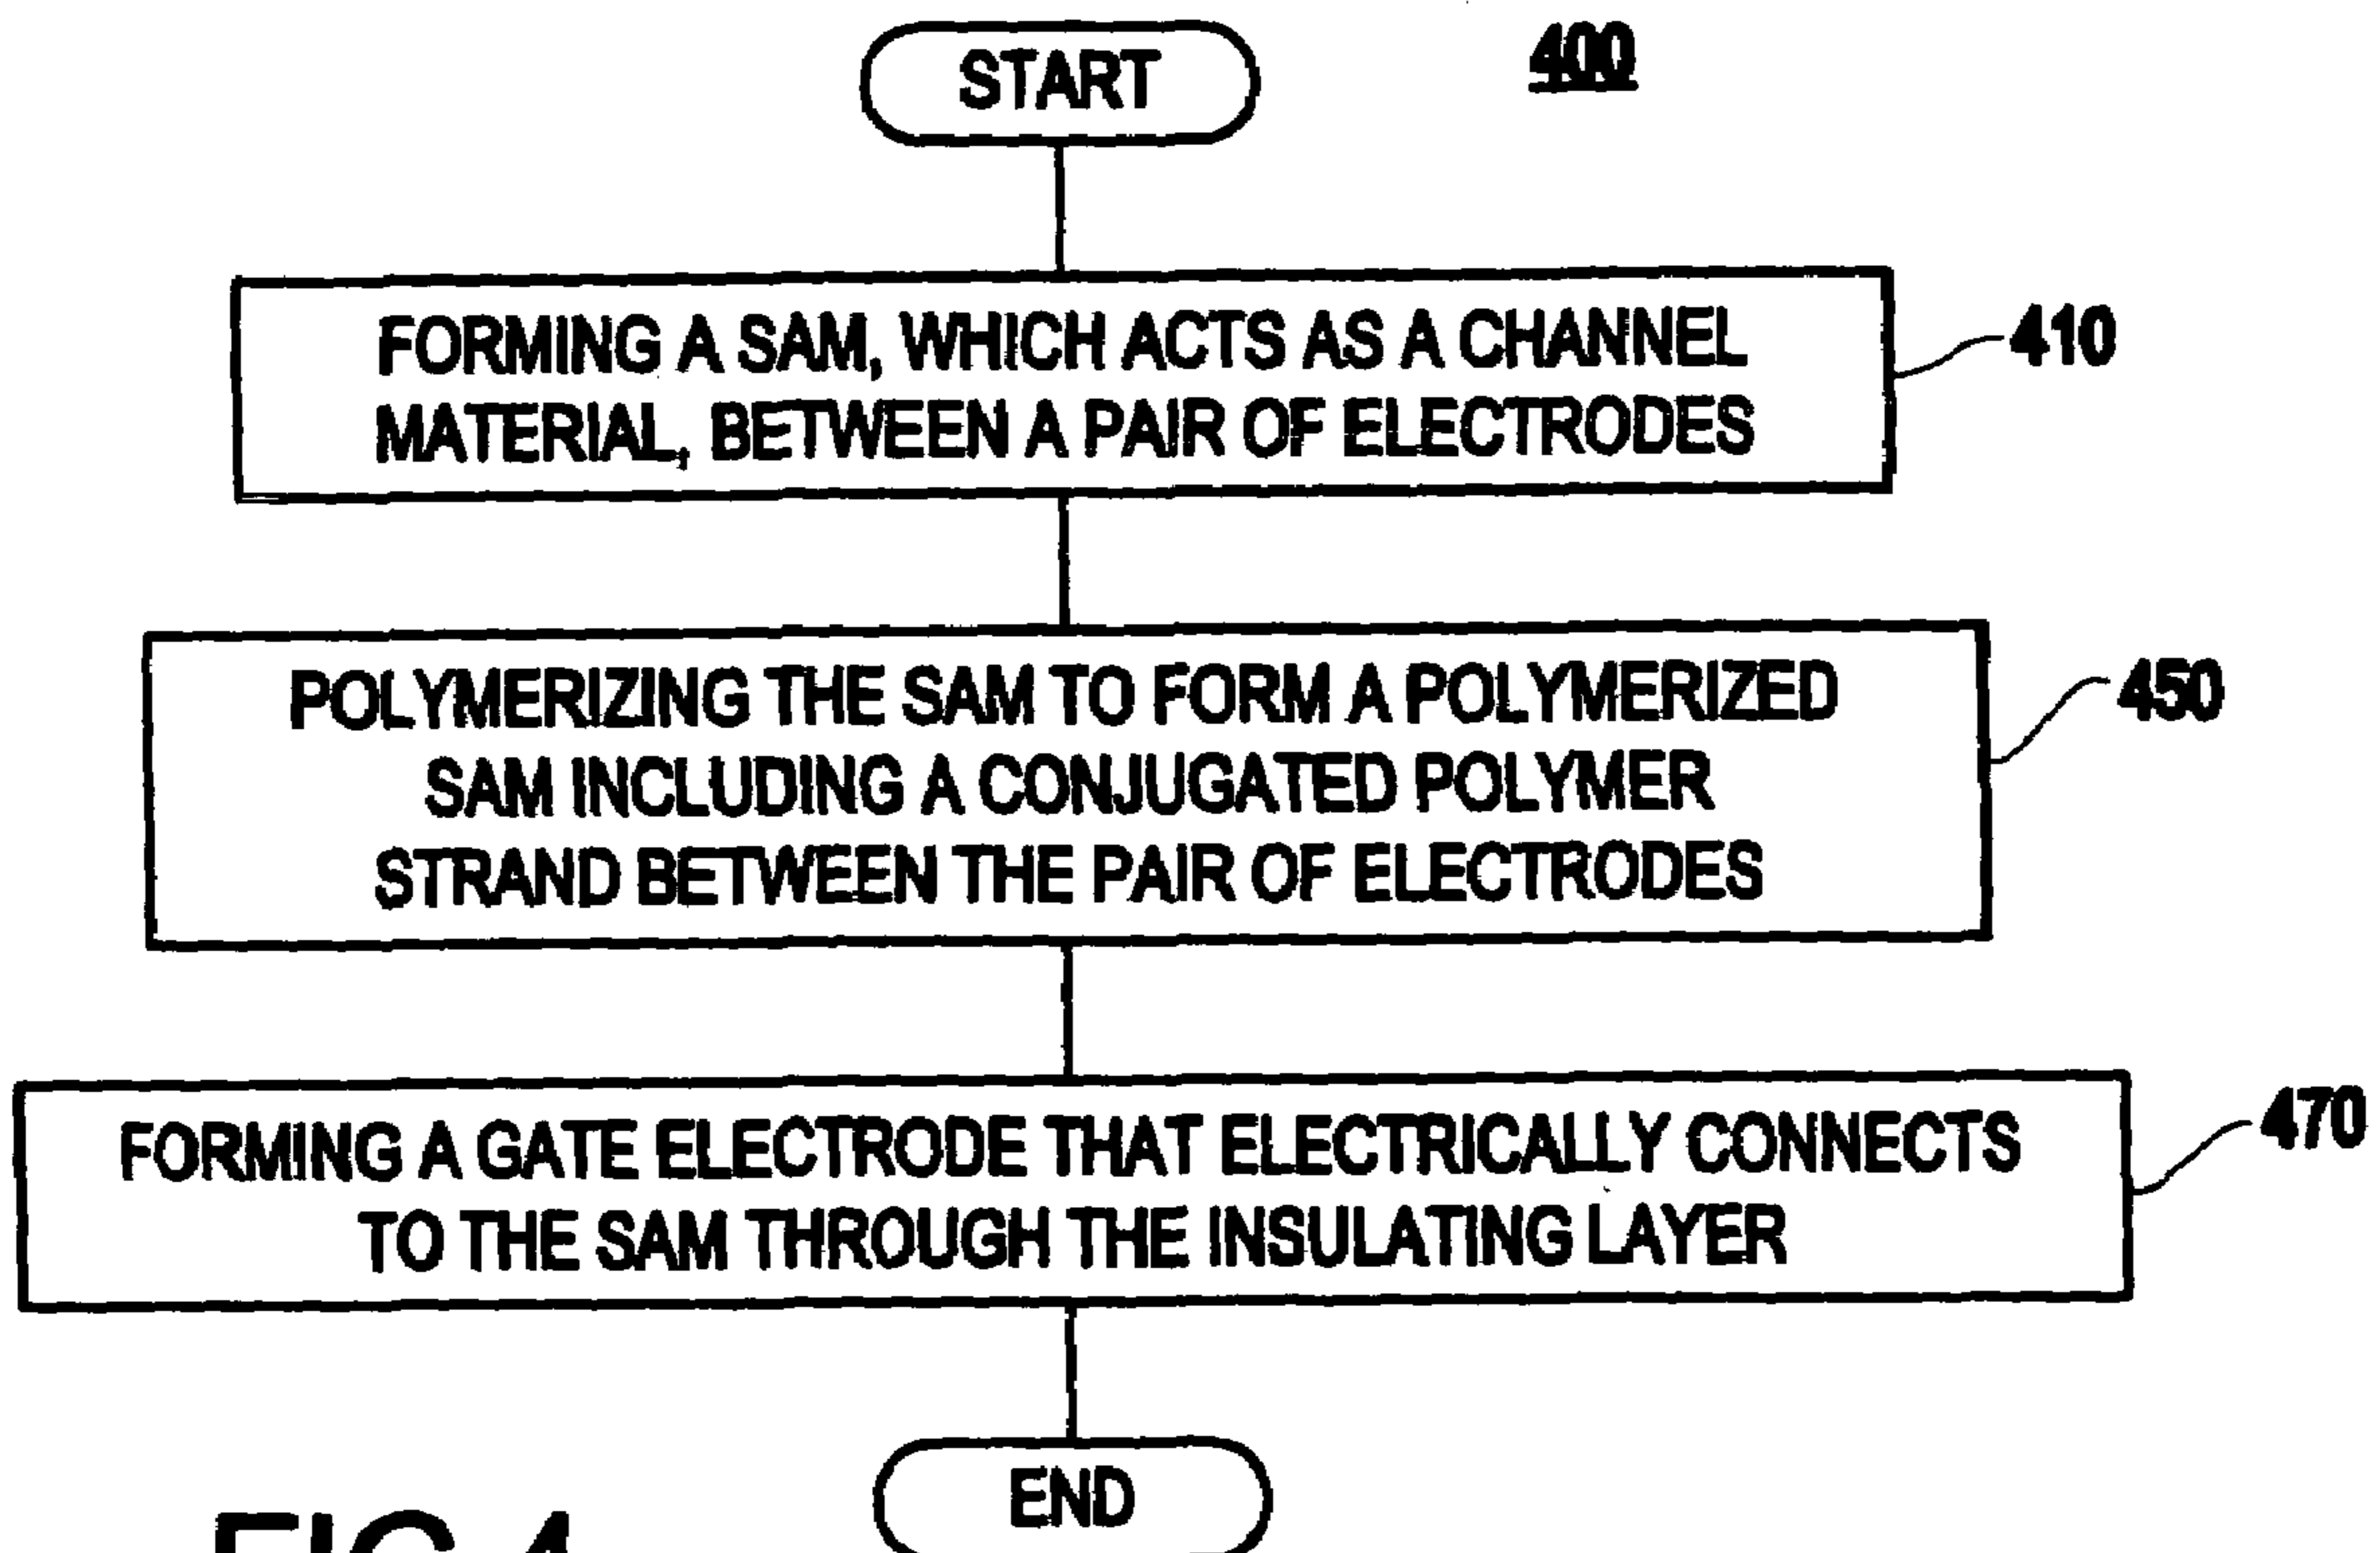 START
400
FORMING A SAM, WHICH ACTS AS A CHANNEL
MATERIAL, BETWEEN A PAIR OF ELECTRODES
410
POLYMERIZING THE SAM TO FORM A POLYMERIZED
SAM INCLUDING A CONJUGATED POLYMER
STRAND BETWEEN THE PAIR OF ELECTRODES
450
FORMING A GATE ELECTRODE THAT ELECTRICALLY CONNECTS
TO THE SAM THROUGH THE INSULATING LAYER
470
END
FIG.4